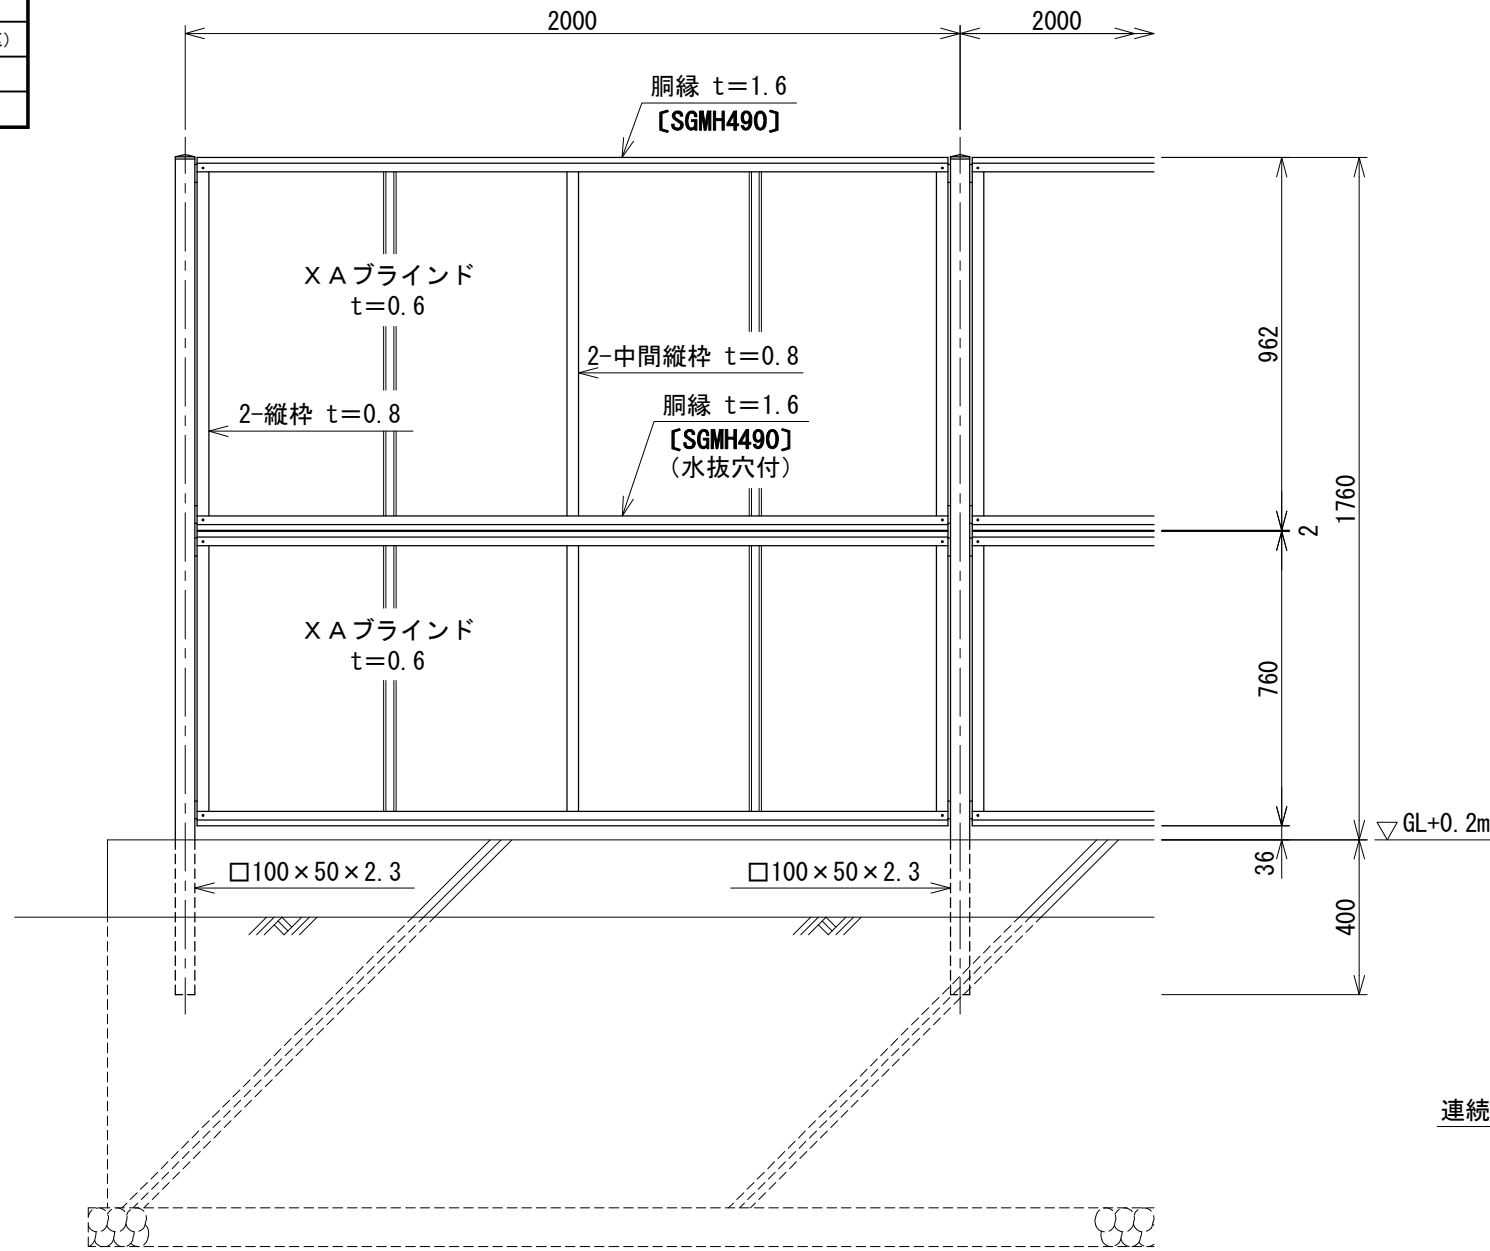 2000
2000
胴縁 t=1.6
〔SGMH490〕
XAブラインド
t=0.6
2-中間縦枠 t=0.8
2-縦枠 t=0.8
胴縁 t=1.6
〔SGMH490〕
(水抜穴付)
962
2
1760
XAブラインド
t=0.6
760
GL+0.2m
36
□100×50×2.3
□100×50×2.3
400
連続